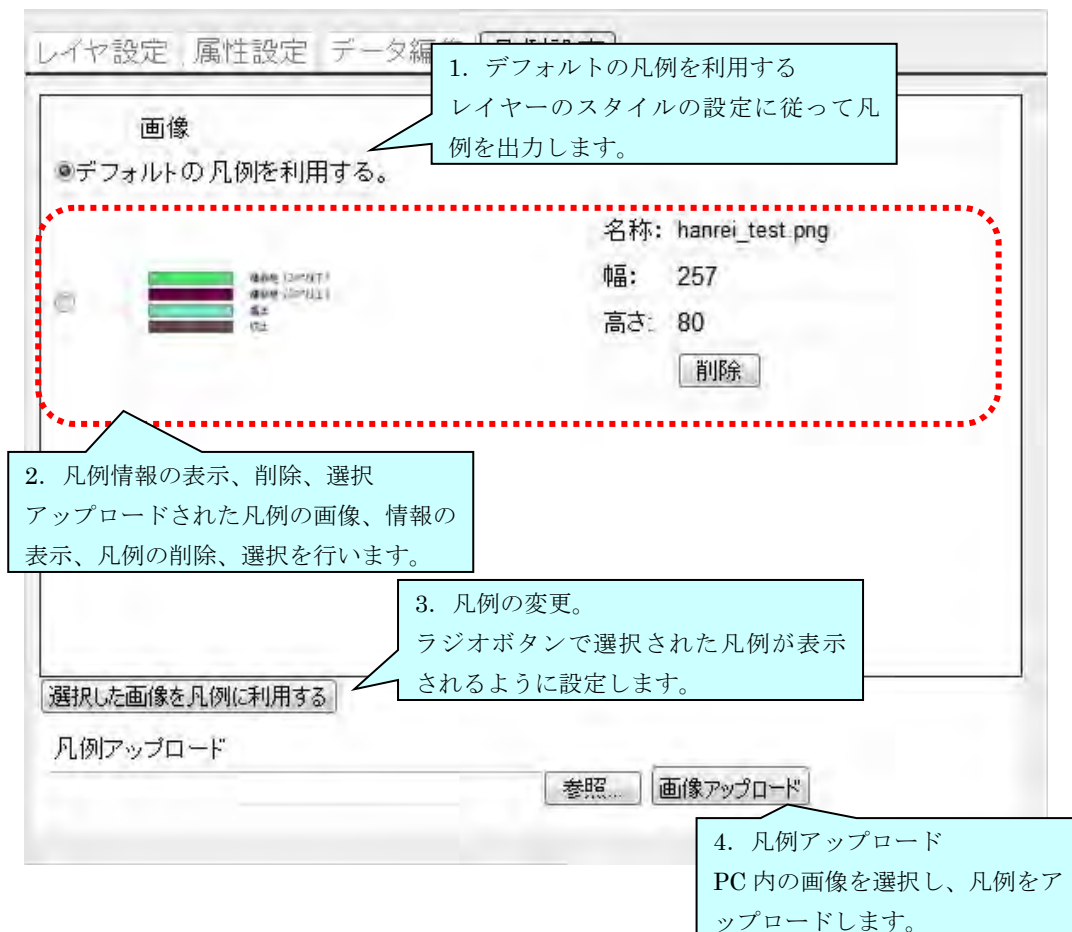 レイヤ設定 属性設定 データ編
1. デフォルトの凡例を利用する
レイヤーのスタイルの設定に従って凡
例を出力します。
画像
デフォルトの凡例を利用する。
名称: hanrei_test.png
幅: 257
高さ: 80
削除
2. 凡例情報の表示、削除、選択
アップロードされた凡例の画像、情報の
表示、凡例の削除、選択を行います。
3. 凡例の変更。
ラジオボタンで選択された凡例が表示
されるように設定します。
選択した画像を凡例に利用する
凡例アップロード
参照... 画像アップロード
4. 凡例アップロード
PC 内の画像を選択し、凡例をア
ップロードします。